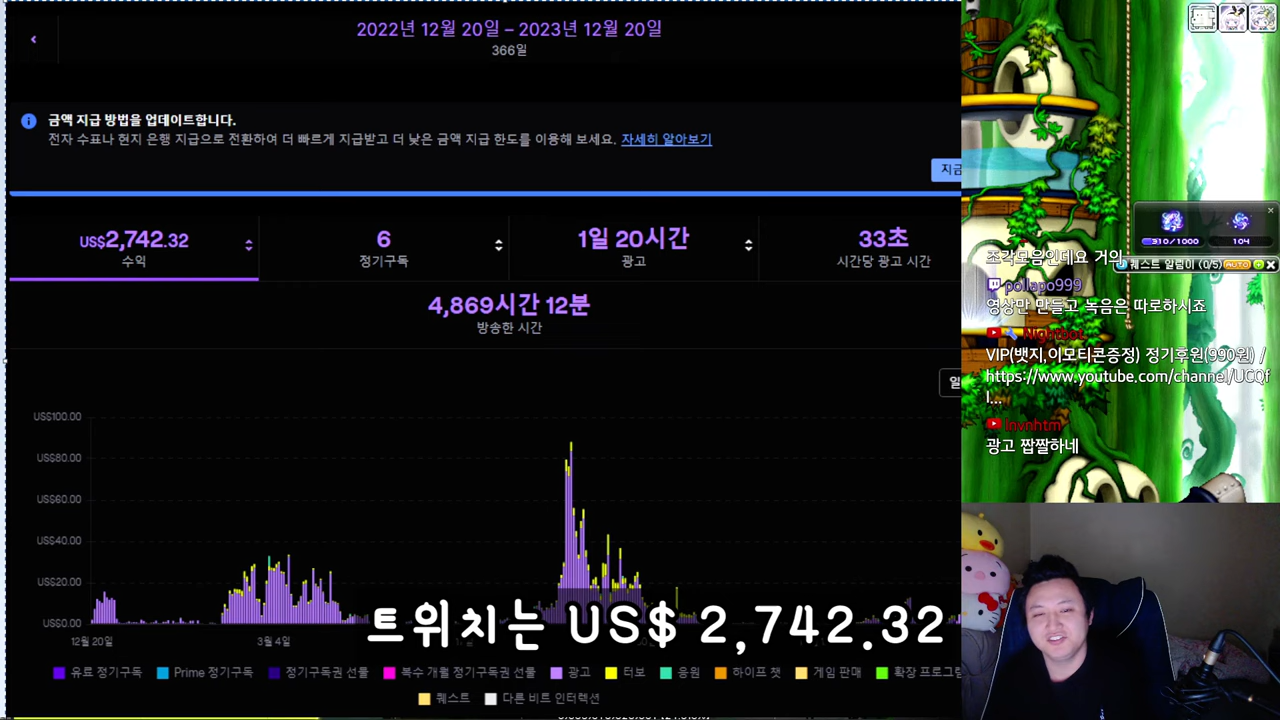 2022년 12월 20일 – 2023년 12월 20일
366일
금액 지급 방법을 업데이트합니다.
전자 수표나 현지 은행 지급으로 전환하여 더 빠르게 지급받고 더 낮은 금액 지급 한도를 이용해 보세요. 자세히 알아보기
지금
US$2,742.32
수익
6
정기구독
1일 20시간
광고
33초
시간당 광고 시간
4,869시간 12분
방송한 시간
일
US$100.00
US$80.00
US$60.00
US$40.00
US$20.00
US$0.00
12월 20일
3월 4일
트위치는 US$ 2,742.32
유료 정기구독
Prime 정기구독
정기구독권 선물
복수 개월 정기구독권 선물
광고
터보
응원
하이프 챗
게임 판매
확장 프로그램
퀘스트
다른 비트 인터렉션
310/1000
104
퀘스트 알림이 (0/5) AUTO
조각모음인데요 거의
pollapo999
영상만 만들고 녹음은 따로하시죠
Nightbot
VIP(뱃지,이모티콘증정) 정기후원(990원) /
https://www.youtube.com/channel/UCQf
l...
lnvnhtm
광고 짭짤하네